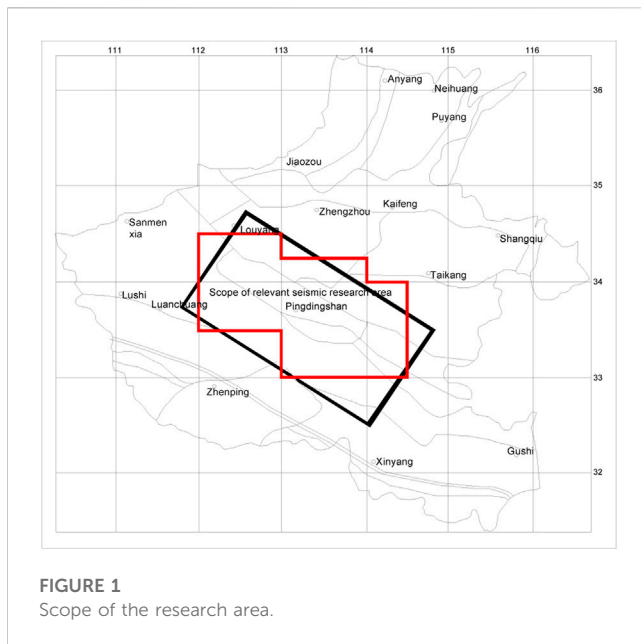 111 112 113 114 115 116
Anyang
Neihuang
36
Puyang
Jiaozou
35
Kaifeng
Zhengzhou
Sanmen
xia
Louyang
Shangqiu
Taikang
34
Scope of relevant seismic research area
Lushi
Luanchuang
Pingdingshan
33
Zhenping
Gushi
Xinyang
32
FIGURE 1
Scope of the research area.